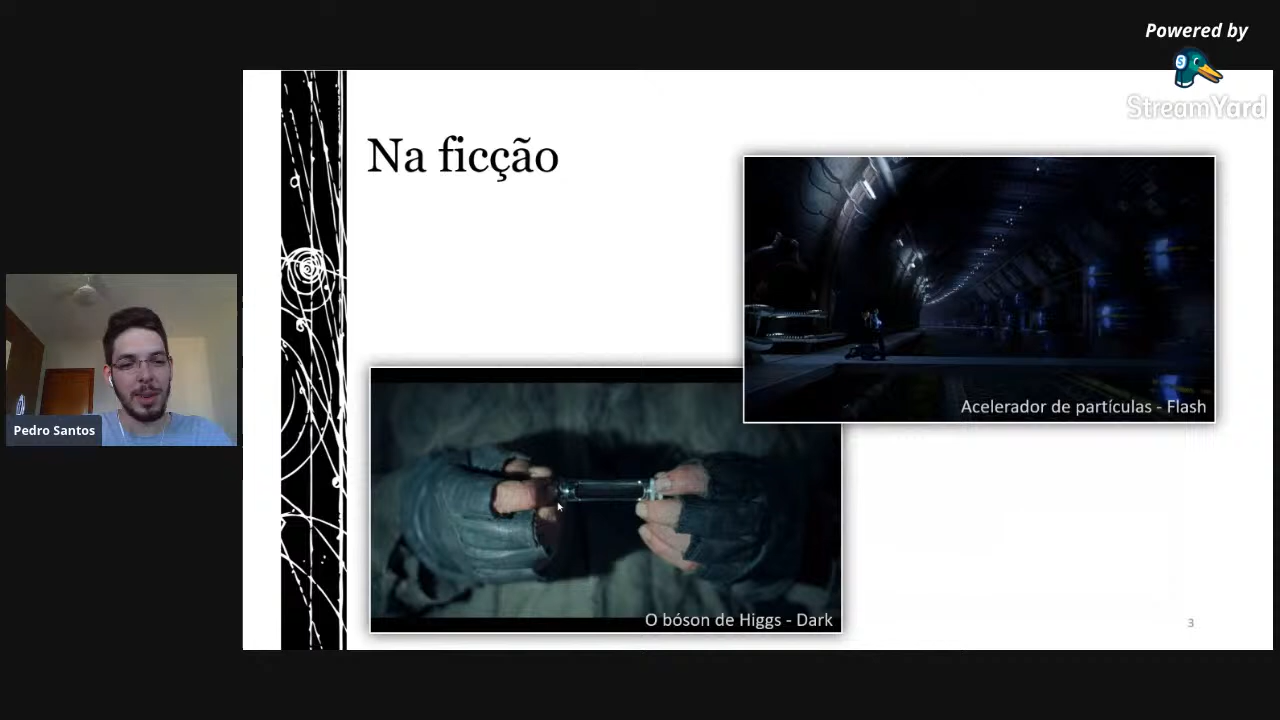 Powered by
StreamYard
Na ficção
Acelerador de partículas - Flash
Pedro Santos
O bóson de Higgs - Dark
3